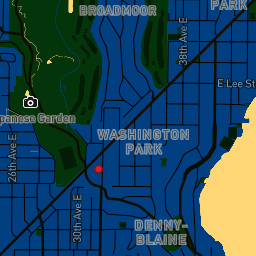 BROADMOOR
PARK
38th Ave E
E Lee St
panese Garden
WASHINGTON
PARK
26th Ave E
30th Ave E
DENNY-
BLAINE